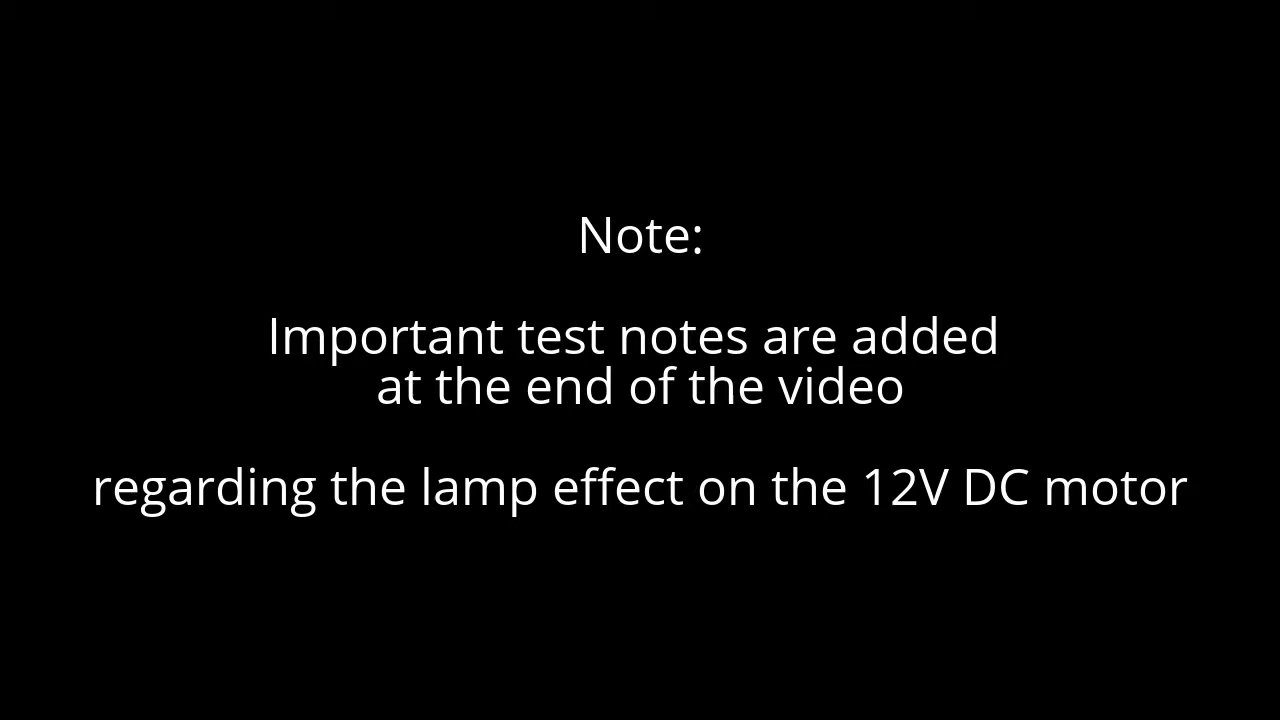 Note:
Important test notes are added
at the end of the video
regarding the lamp effect on the 12V DC motor